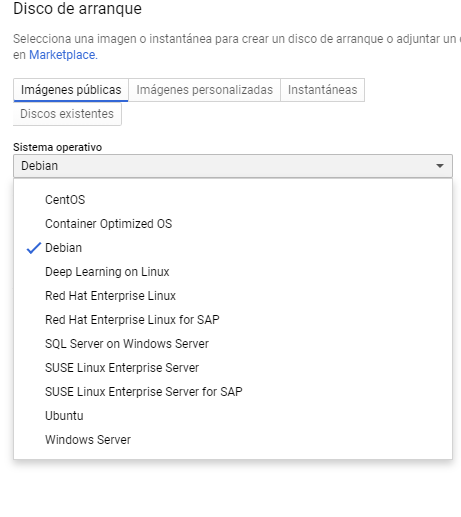 Disco de arranque
Selecciona una imagen o instantánea para crear un disco de arranque o adjuntar un
en Marketplace.
Imágenes públicas Imágenes personalizadas Instantáneas
Discos existentes
Sistema operativo
Debian
CentOS
Container Optimized OS
Debian
Deep Learning on Linux
Red Hat Enterprise Linux
Red Hat Enterprise Linux for SAP
SQL Server on Windows Server
SUSE Linux Enterprise Server
SUSE Linux Enterprise Server for SAP
Ubuntu
Windows Server